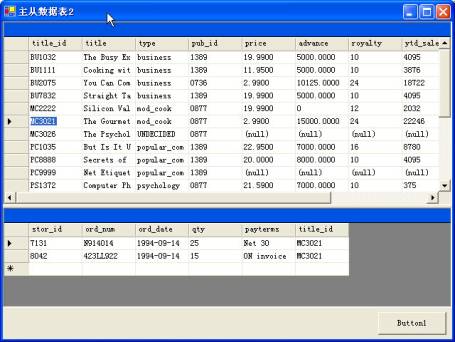 主从数据表2
title_id title type pub_id price advance royalty ytd_sale
BU1032 The Busy Ex business 1389 19.9900 5000.0000 10 4095
BU1111 Cooking wit business 1389 11.9500 5000.0000 10 3876
BU2075 You Can Com business 0736 2.9900 10125.0000 24 18722
BU7832 Straight Ta business 1389 19.9900 5000.0000 10 4095
MC2222 Silicon Val mod_cook 0877 19.9900 0 12 2032
MC3021 The Gourmet mod_cook 0877 2.9900 15000.0000 24 22246
MC3026 The Psychol UNDECIDED 0877 (null) (null) (null) (null)
PC1035 But Is It U popular_com 1389 22.9500 7000.0000 16 8780
PC8888 Secrets of popular_com 1389 20.0000 8000.0000 10 4095
PC9999 Net Etiquet popular_com 1389 (null) (null) (null) (null)
PS1372 Computer Ph psychology 0877 21.5900 7000.0000 10 375
stor_id ord_num ord_date qty payterms title_id
7131 N914014 1994-09-14 25 Net 30 MC3021
8042 423LL922 1994-09-14 15 ON invoice MC3021
Button1